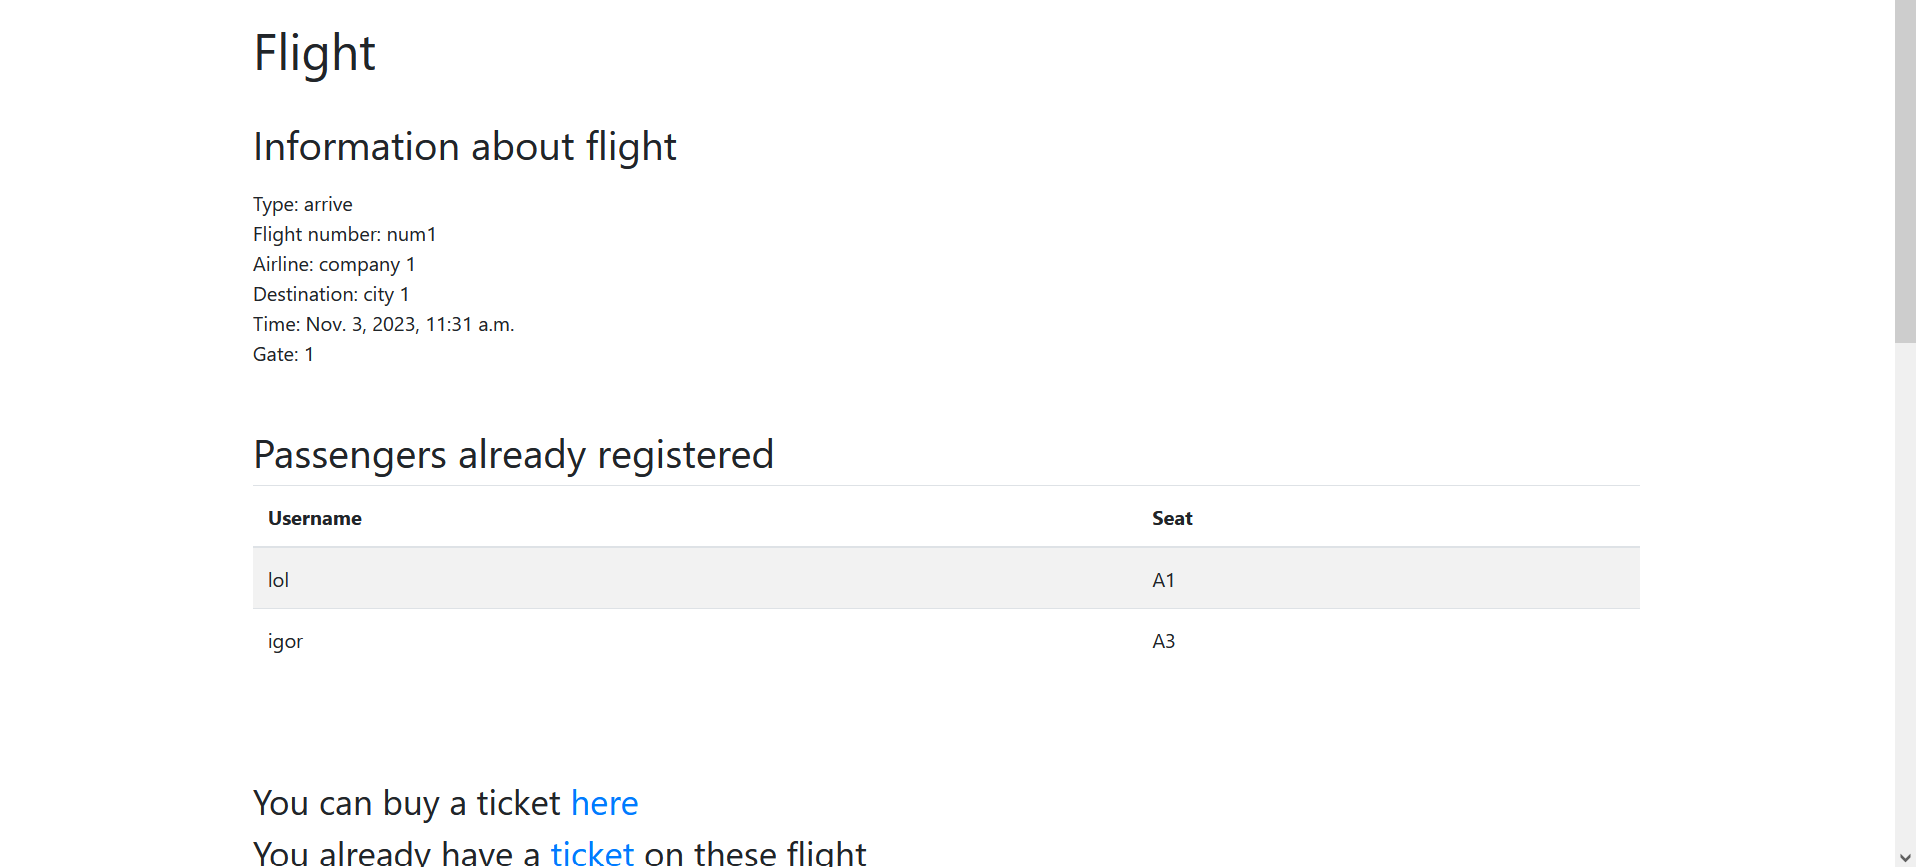 Flight
Information about flight
Type: arrive
Flight number: num1
Airline: company 1
Destination: city 1
Time: Nov. 3, 2023, 11:31 a.m.
Gate: 1
Passengers already registered
Username Seat
lol A1
igor A3
You can buy a ticket here
You already have a ticket on these flight